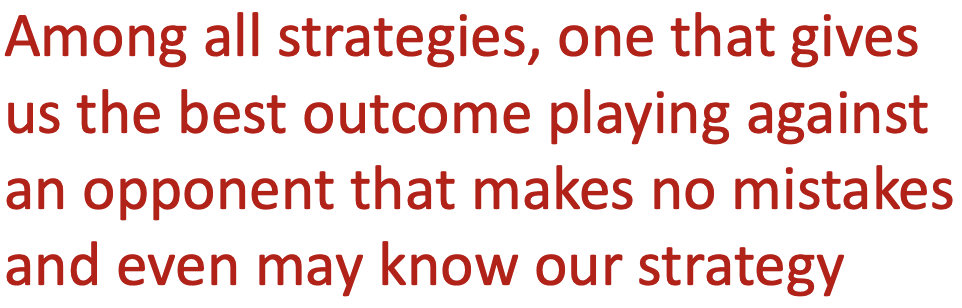 Among all strategies, one that gives
us the best outcome playing against
an opponent that makes no mistakes
and even may know our strategy